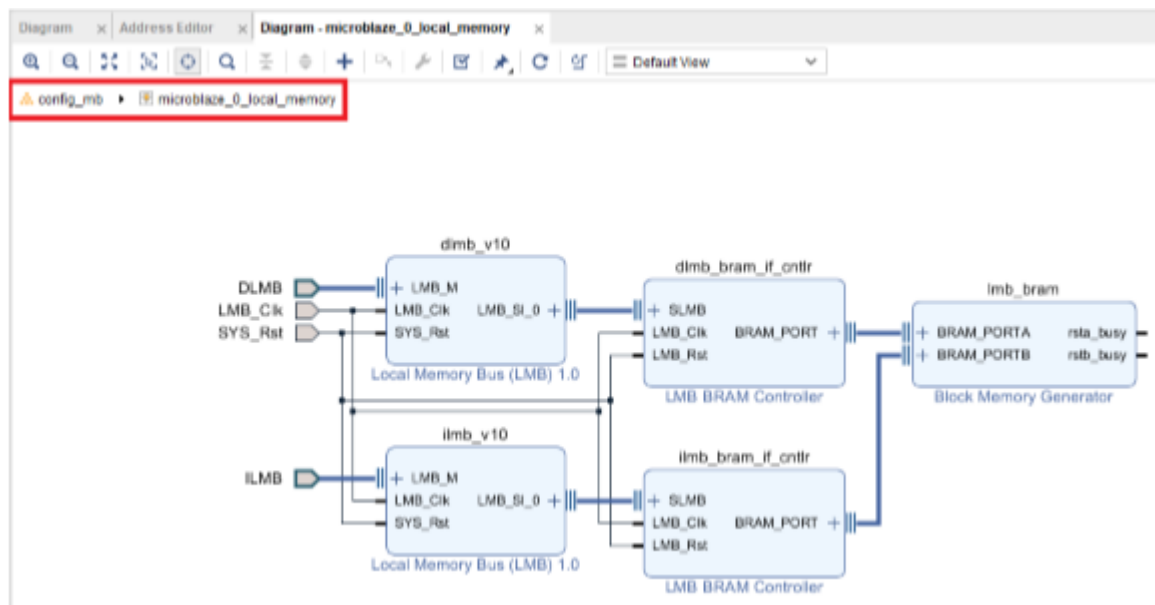 Diagram × Address Editor × Diagram - microblaze_0_local_memory ×
Default View
config_mb microblaze_0_local_memory
dlmb_v10
DLMB
LMB_Clk
SYS_Rst
+ LMB_M
LMB_Clk LMB_Sl_0 +
SYS_Rst
Local Memory Bus (LMB) 1.0
dlmb_bram_if_cntlr
+ SLMB
LMB_Clk BRAM_PORT +
LMB_Rst
LMB BRAM Controller
lmb_bram
+ BRAM_PORTA rsta_busy
+ BRAM_PORTB rstb_busy
Block Memory Generator
ilmb_v10
ILMB
+ LMB_M
LMB_Clk LMB_Sl_0 +
SYS_Rst
Local Memory Bus (LMB) 1.0
ilmb_bram_if_cntlr
+ SLMB
LMB_Clk BRAM_PORT +
LMB_Rst
LMB BRAM Controller